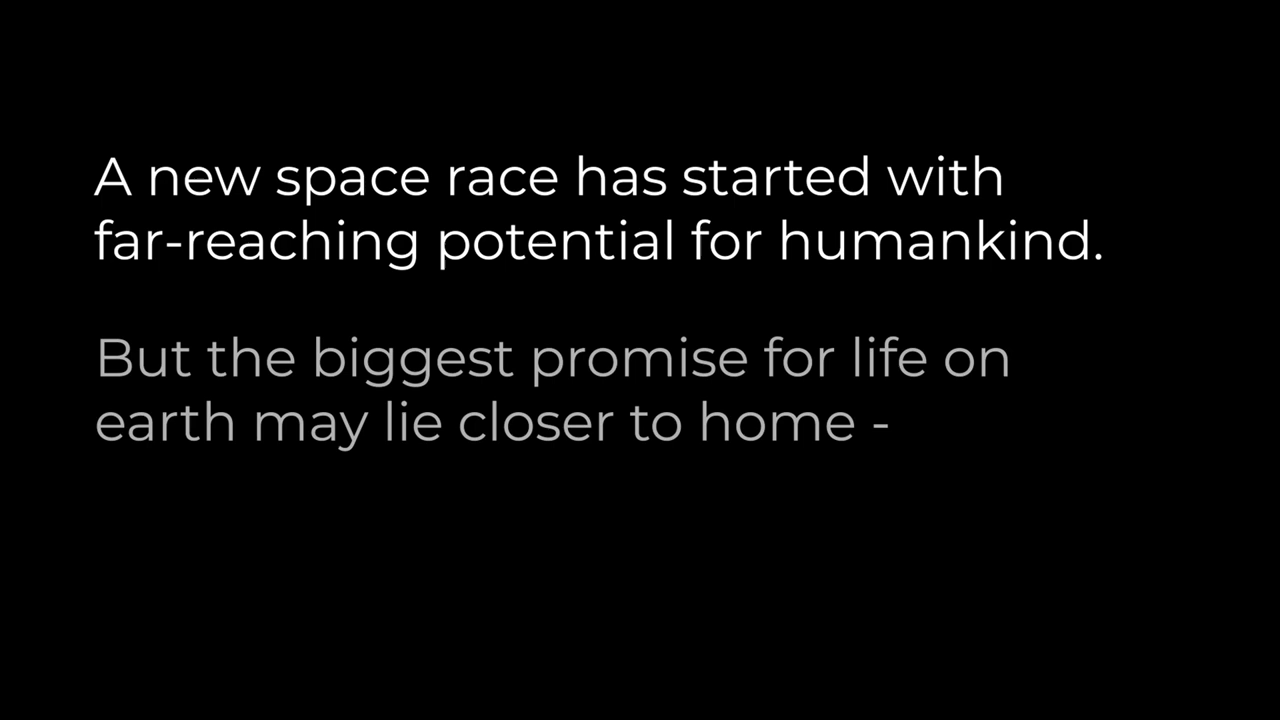 A new space race has started with
far-reaching potential for humankind.
But the biggest promise for life on
earth may lie closer to home -